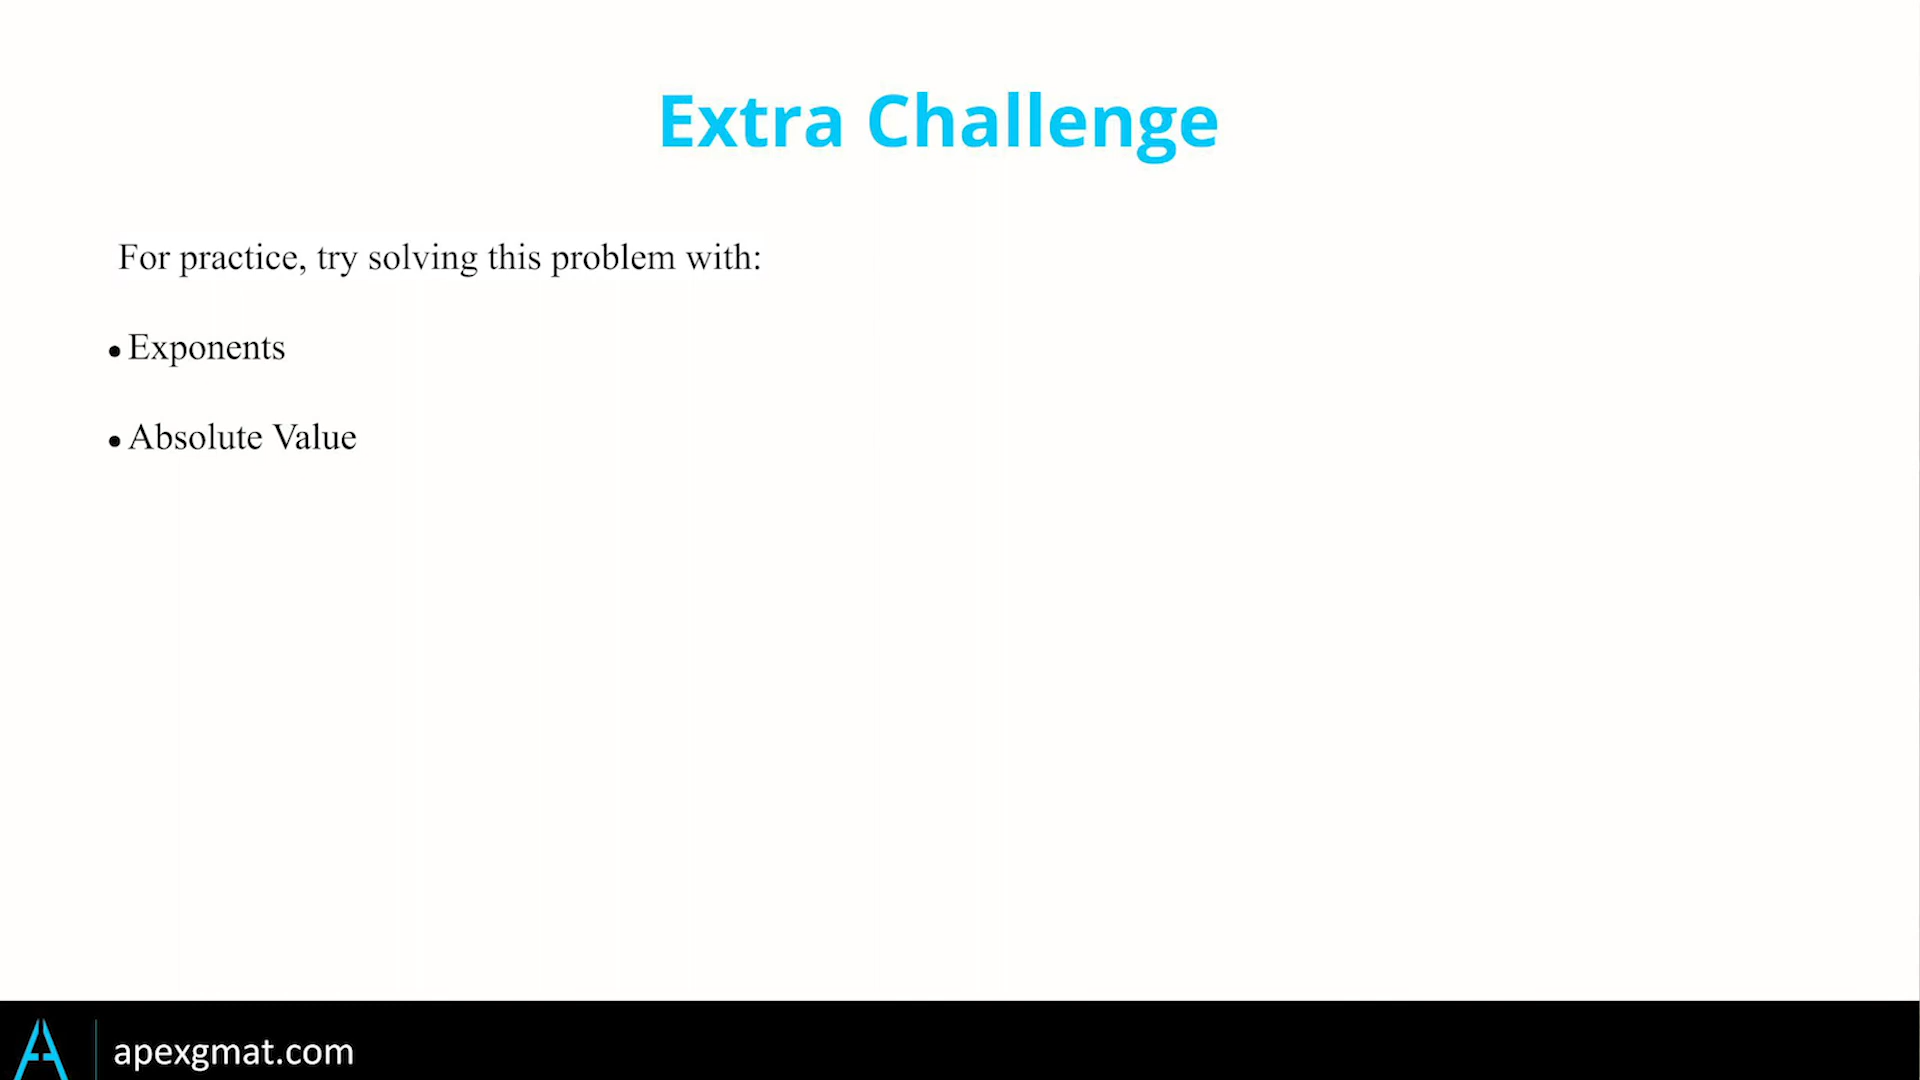 Extra Challenge
For practice, try solving this problem with:
• Exponents
• Absolute Value
apexgmat.com